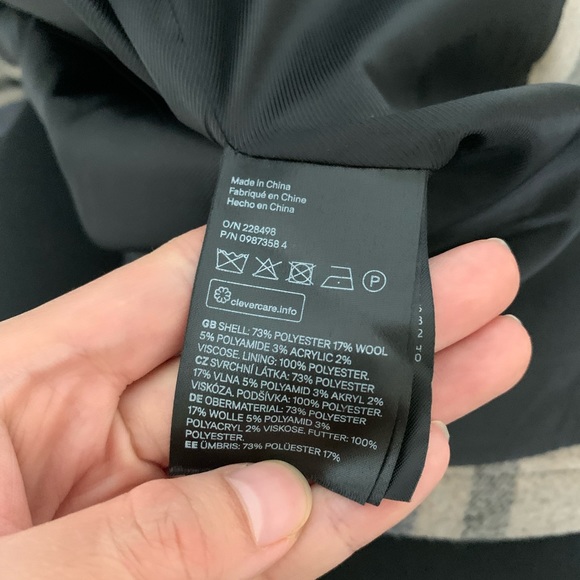 Made in China
Fabriqué en Chine
Hecho en China
O/N 228498
P/N 0987358 4
P
clevercare.info
GB SHELL: 73% POLYESTER 17% WOOL
5% POLYAMIDE 3% ACRYLIC 2%
VISCOSE. LINING: 100% POLYESTER.
CZ SVRCHNÍ LÁTKA: 73% POLYESTER
17% VLNA 5% POLYAMID 3% AKRYL 2%
VISKÓZA. PODŠÍVKA: 100% POLYESTER.
DE OBERMATERIAL: 73% POLYESTER
17% WOLLE 5% POLYAMID 3%
POLYACRYL 2% VISKOSE. FUTTER: 100%
POLYESTER.
EE ÜMBRIS: 73% POLÜESTER 17%